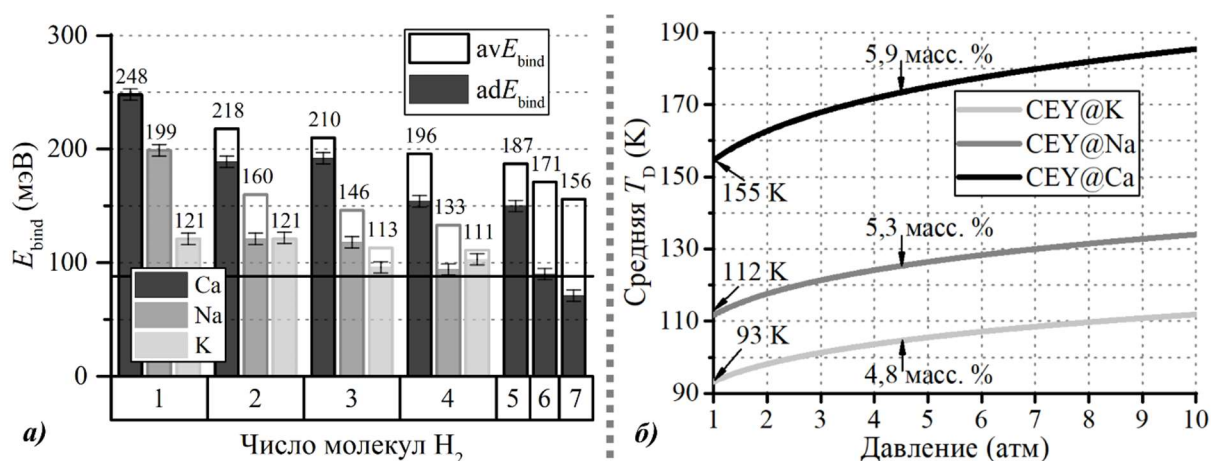 300
200
100
0
E_bind (мэВ)
avE_bind
adE_bind
248
199
121
218
160
121
210
146
113
196
133
111
187
171
156
Ca
Na
K
1 2 3 4 5 6 7
Число молекул H₂
а)
190
170
150
130
110
90
Средняя T_D (K)
5,9 масс. %
CEY@K
CEY@Na
CEY@Ca
155 K
5,3 масс. %
112 K
93 K
4,8 масс. %
1 2 3 4 5 6 7 8 9 10
Давление (атм)
б)